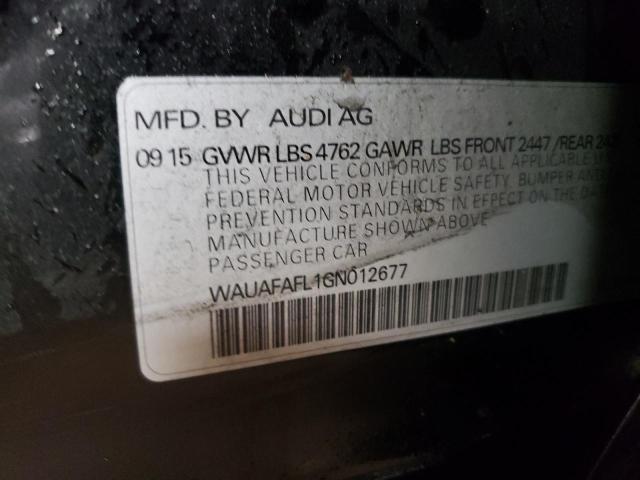 MFD. BY AUDI AG
09 15 GVWR LBS 4762 GAWR LBS FRONT 2447 / REAR
THIS VEHICLE CONFORMS TO ALL APPLICABLE
FEDERAL MOTOR VEHICLE SAFETY, BUMPER AND
PREVENTION STANDARDS IN EFFECT ON THE
MANUFACTURE SHOWN ABOVE
PASSENGER CAR
WAUAFAFL1GN012677